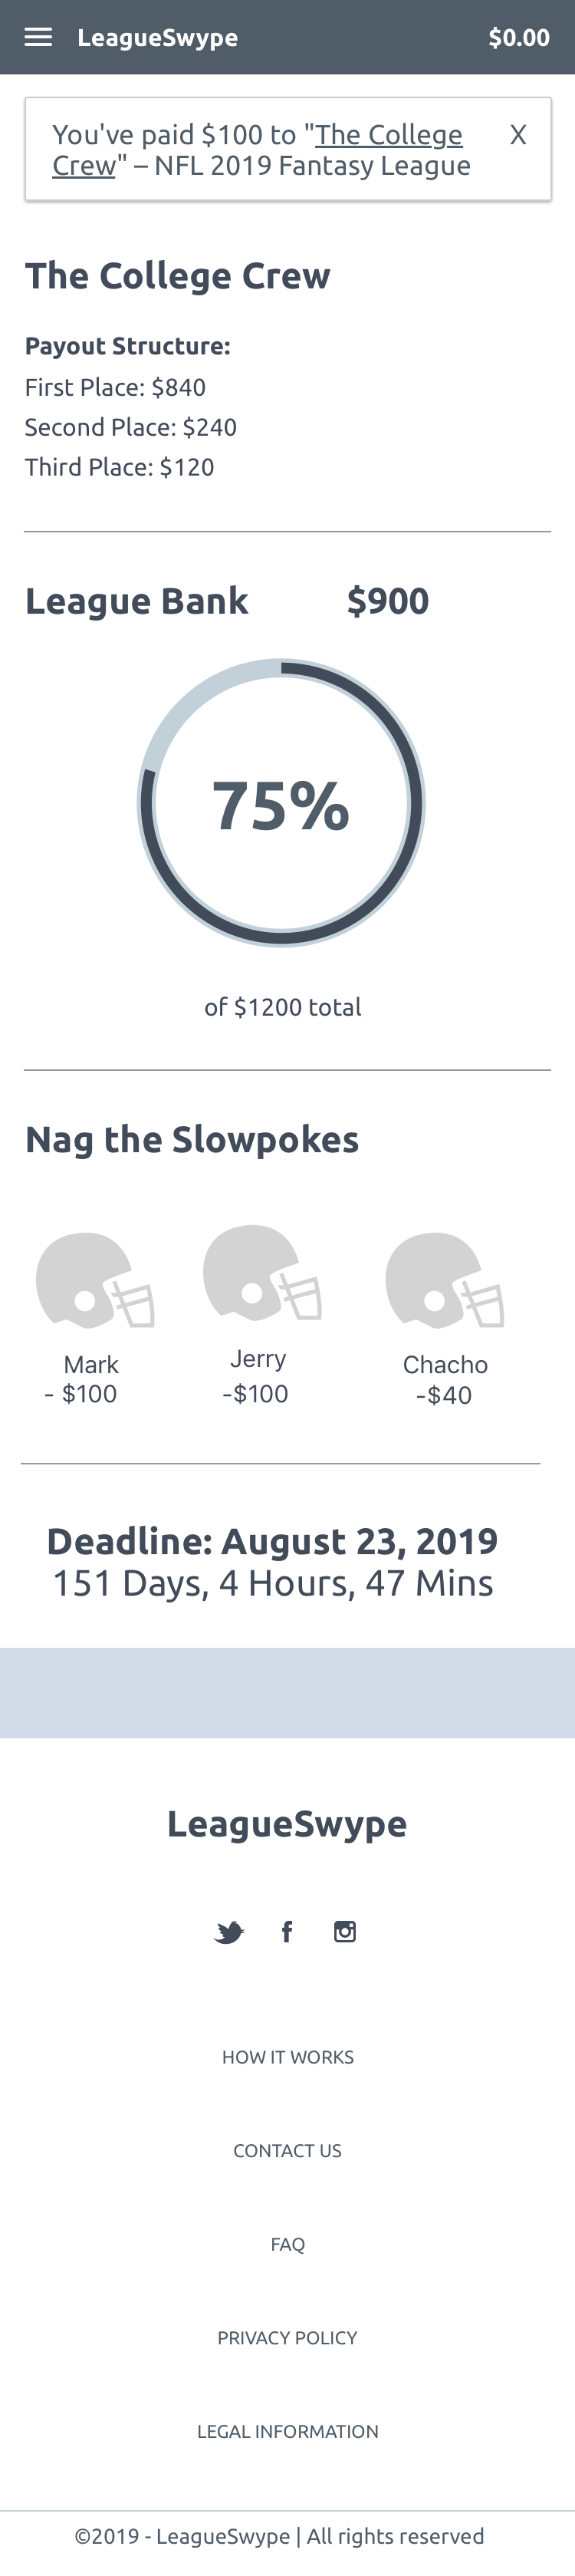 LeagueSwype $0.00
You've paid $100 to "The College X
Crew" – NFL 2019 Fantasy League
The College Crew
Payout Structure:
First Place: $840
Second Place: $240
Third Place: $120
League Bank $900
75%
of $1200 total
Nag the Slowpokes
Mark Jerry Chacho
- $100 -$100 -$40
Deadline: August 23, 2019
151 Days, 4 Hours, 47 Mins
LeagueSwype
HOW IT WORKS
CONTACT US
FAQ
PRIVACY POLICY
LEGAL INFORMATION
©2019 - LeagueSwype | All rights reserved